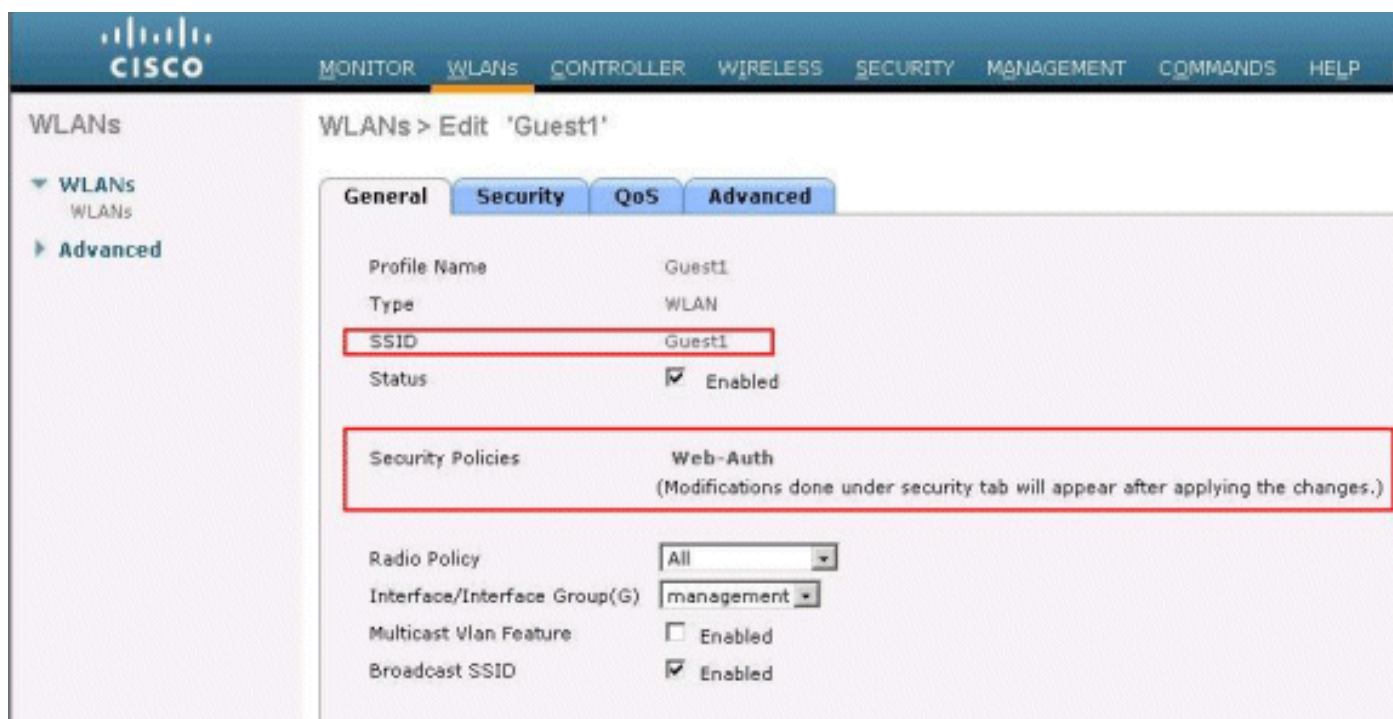 CISCO
MONITOR WLANs CONTROLLER WIRELESS SECURITY MANAGEMENT COMMANDS HELP
WLANs
WLANs > Edit 'Guest1'
WLANs
WLANs
Advanced
General Security QoS Advanced
Profile Name Guest1
Type WLAN
SSID Guest1
Status Enabled
Security Policies Web-Auth
(Modifications done under security tab will appear after applying the changes.)
Radio Policy All
Interface/Interface Group(G) management
Multicast Vlan Feature Enabled
Broadcast SSID Enabled